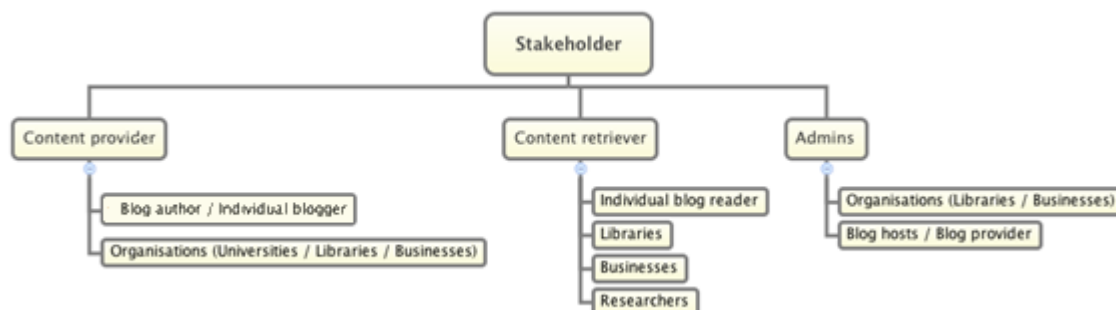 Stakeholder
Content provider
Content retriever
Admins
Blog author / Individual blogger
Organisations (Universities / Libraries / Businesses)
Individual blog reader
Libraries
Businesses
Researchers
Organisations (Libraries / Businesses)
Blog hosts / Blog provider